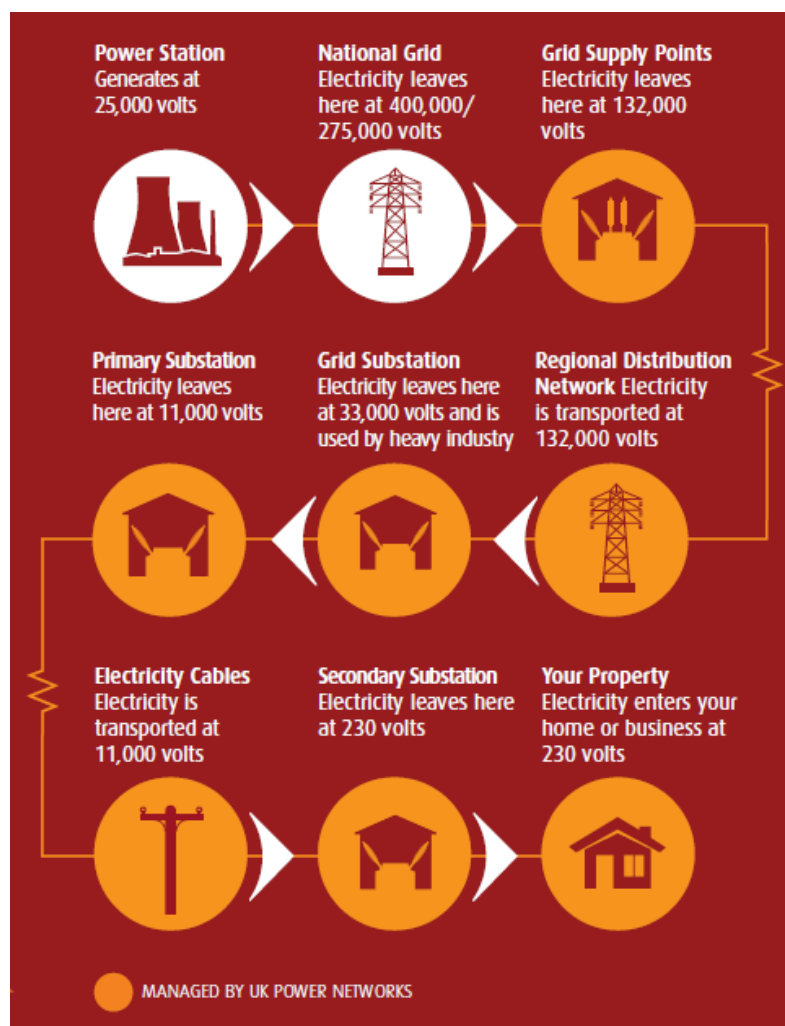 Power Station
Generates at
25,000 volts
National Grid
Electricity leaves
here at 400,000/
275,000 volts
Grid Supply Points
Electricity leaves
here at 132,000
volts
Primary Substation
Electricity leaves
here at 11,000 volts
Grid Substation
Electricity leaves here
at 33,000 volts and is
used by heavy industry
Regional Distribution
Network Electricity
is transported at
132,000 volts
Electricity Cables
Electricity is
transported at
11,000 volts
Secondary Substation
Electricity leaves here
at 230 volts
Your Property
Electricity enters your
home or business at
230 volts
MANAGED BY UK POWER NETWORKS